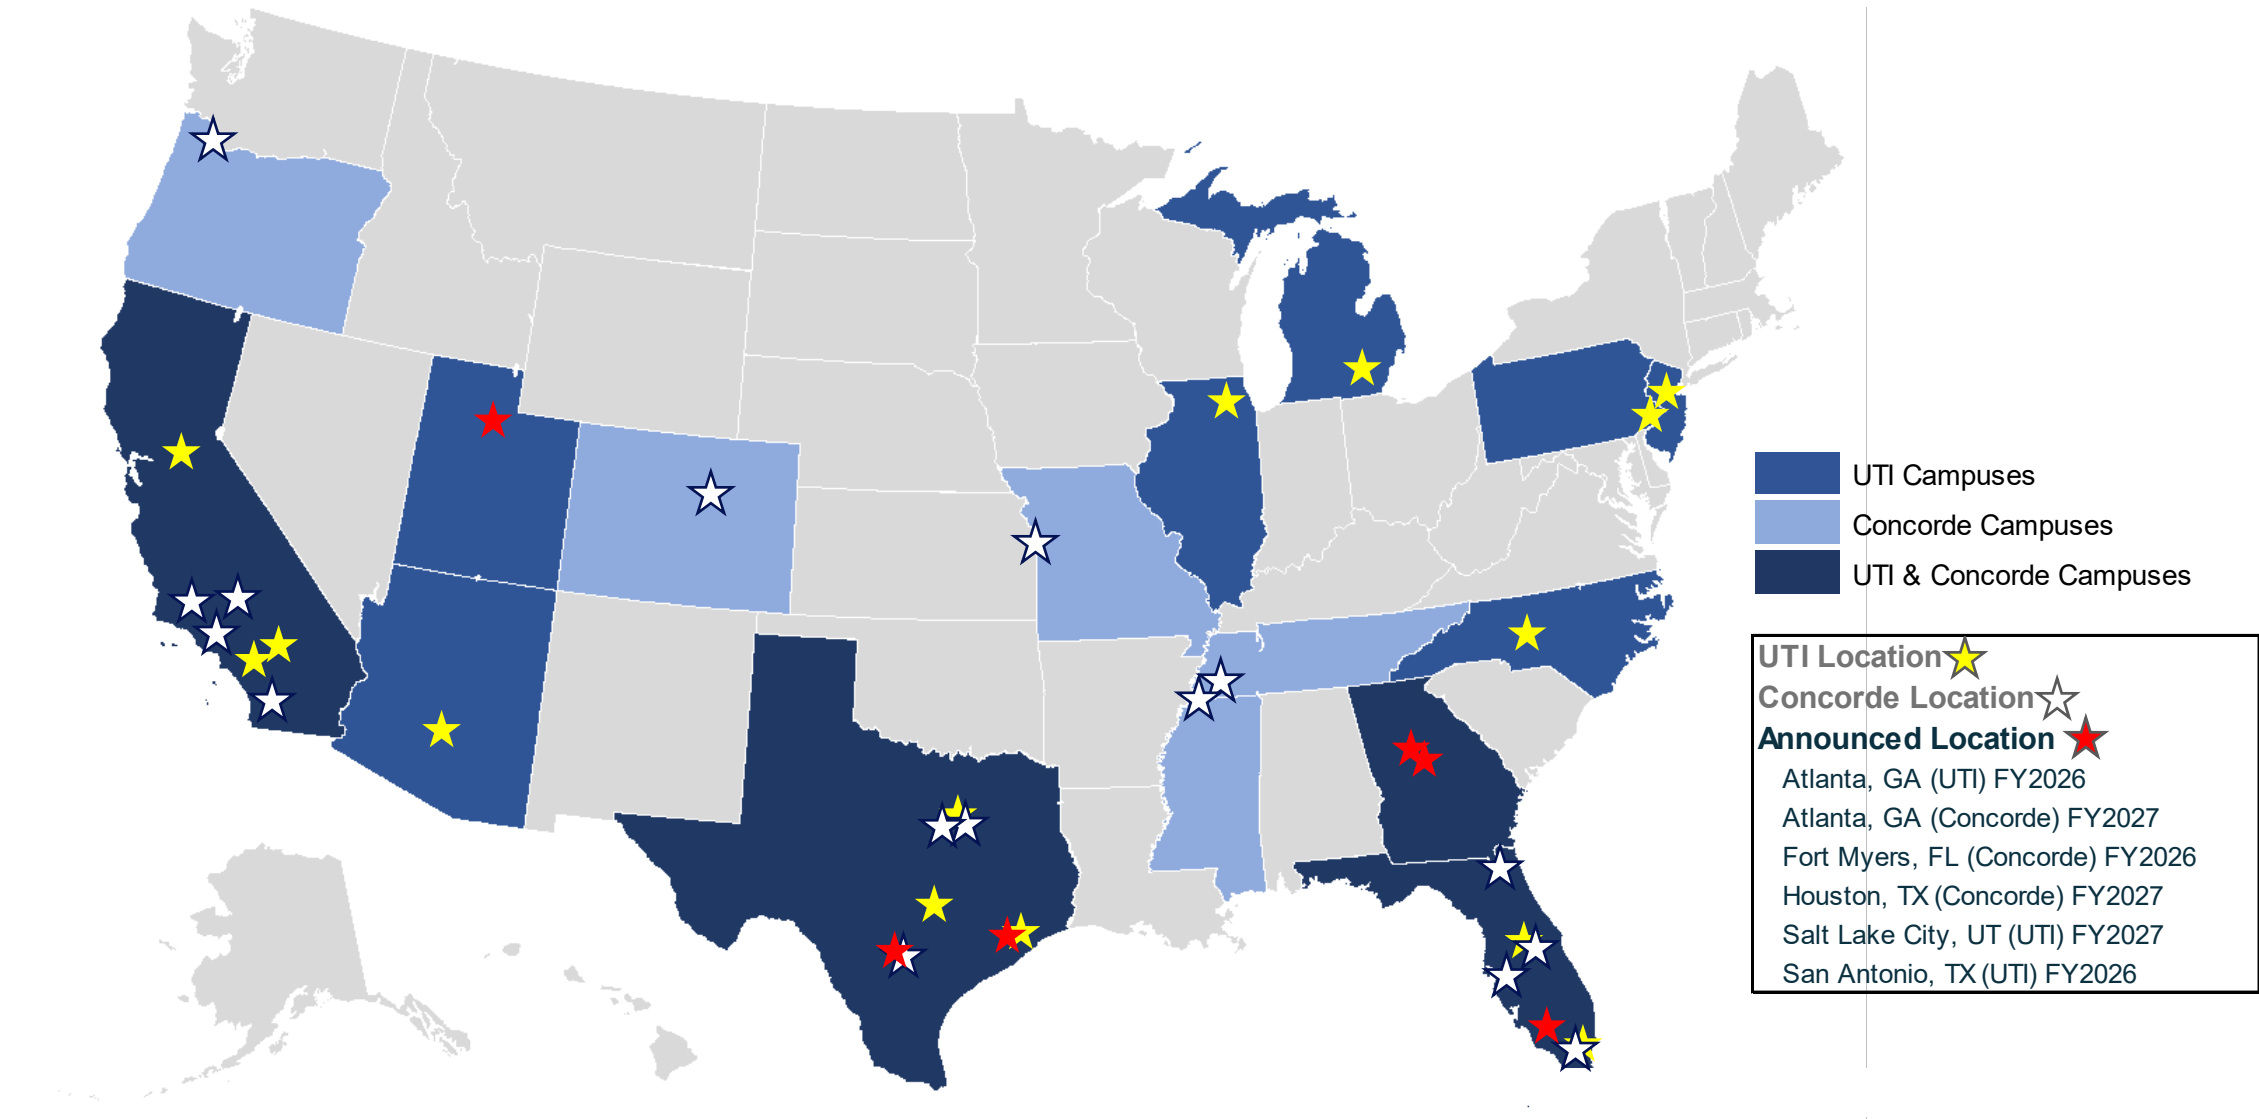 UTI Campuses
Concorde Campuses
UTI & Concorde Campuses
UTI Location
Concorde Location
Announced Location
Atlanta, GA (UTI) FY2026
Atlanta, GA (Concorde) FY2027
Fort Myers, FL (Concorde) FY2026
Houston, TX (Concorde) FY2027
Salt Lake City, UT (UTI) FY2027
San Antonio, TX (UTI) FY2026